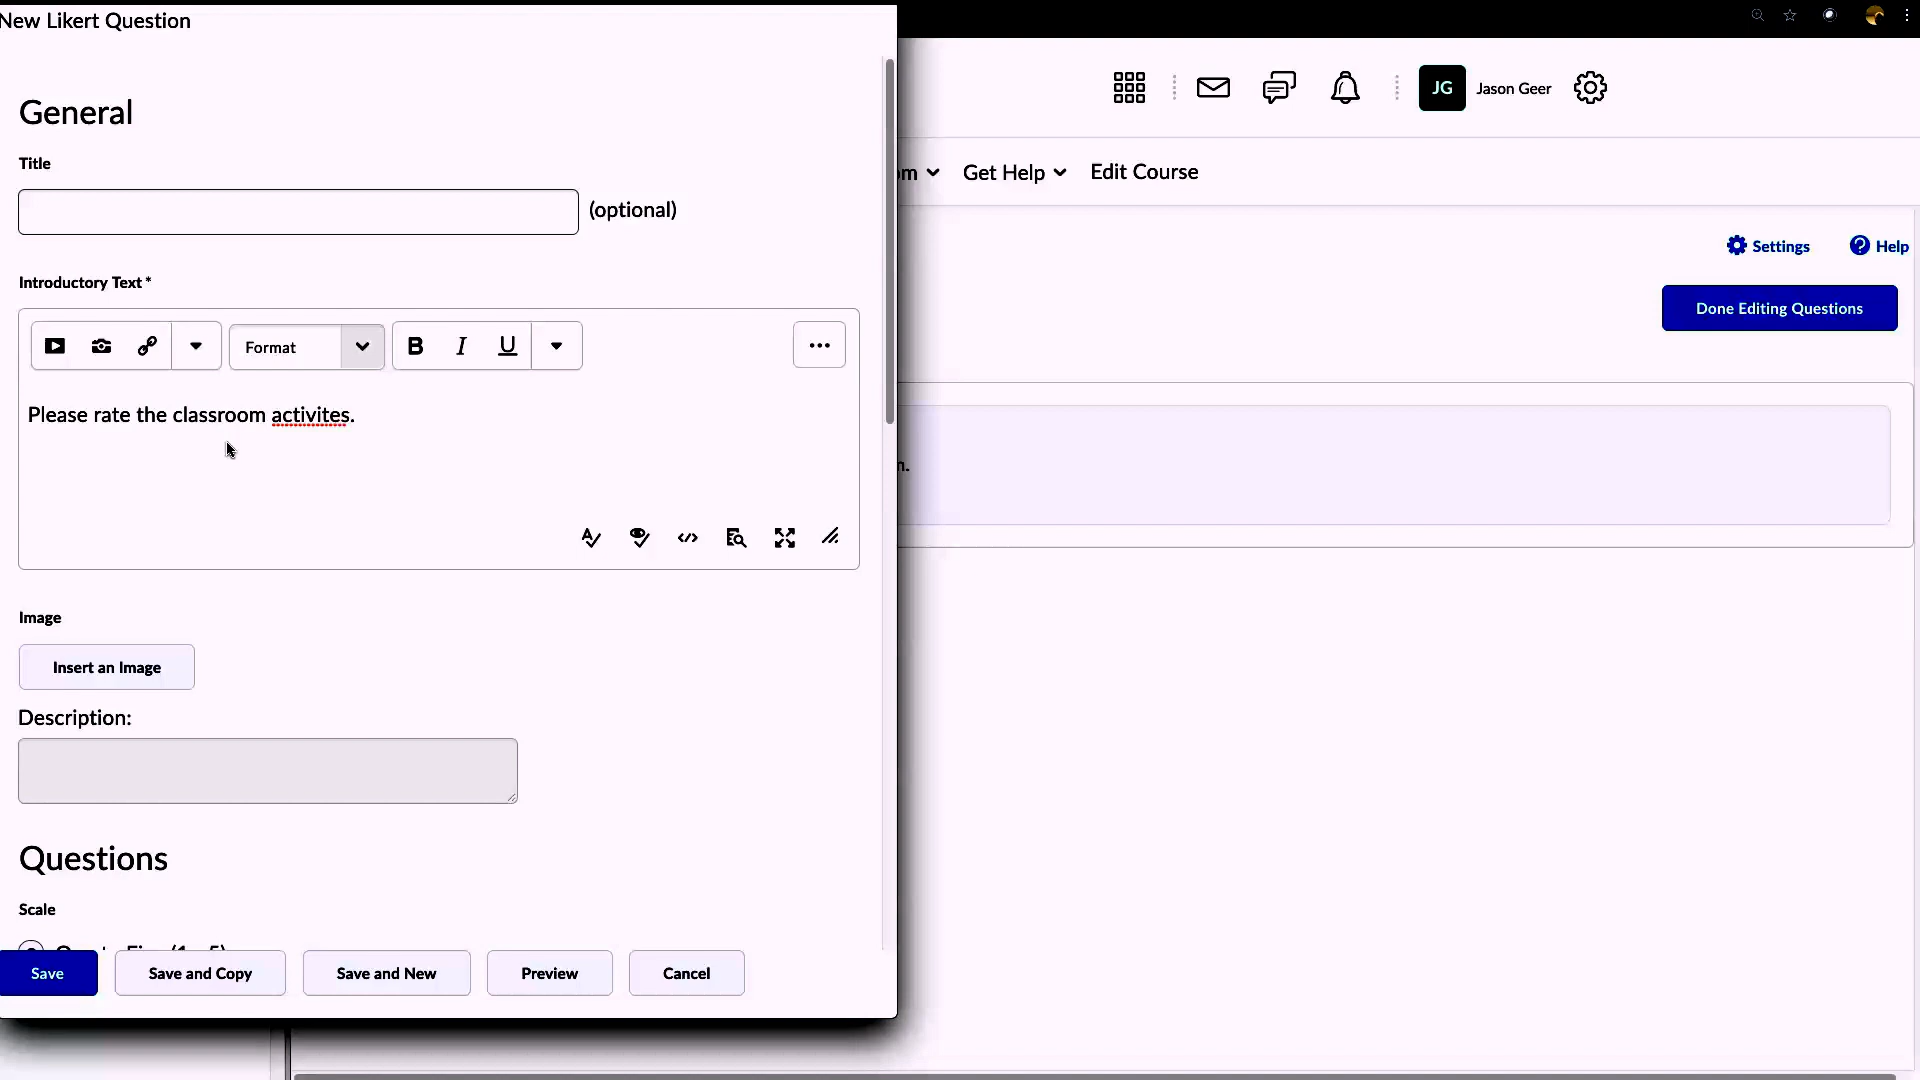 New Likert Question
General
Title
(optional)
Introductory Text *
Format
B I U
Please rate the classroom activites.
Image
Insert an Image
Description:
Questions
Scale
Save
Save and Copy
Save and New
Preview
Cancel
JG
Jason Geer
Get Help
Edit Course
Settings
Help
Done Editing Questions